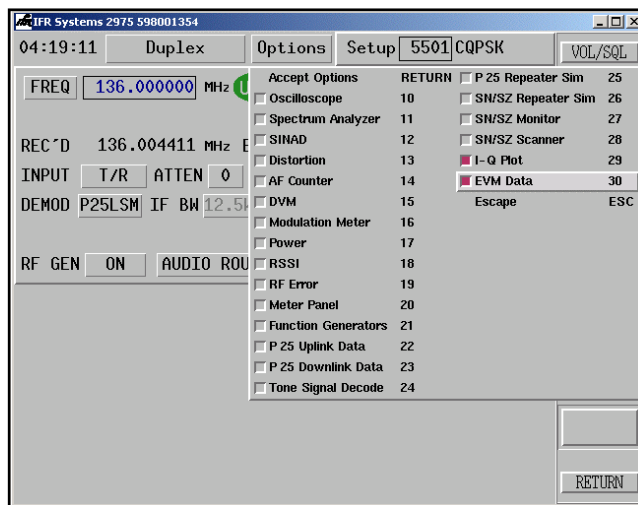 IFR Systems 2975 598001354
04:19:11 Duplex Options Setup 5501 CQPSK VOL/SQL
FREQ 136.000000 MHz
REC'D 136.004411 MHz
INPUT T/R ATTEN 0
DEMOD P25LSM IF BW
RF GEN ON AUDIO
Accept Options RETURN
Oscilloscope 10
Spectrum Analyzer 11
SINAD 12
Distortion 13
AF Counter 14
DVM 15
Modulation Meter 16
Power 17
RSSI 18
RF Error 19
Meter Panel 20
Function Generators 21
P 25 Uplink Data 22
P 25 Downlink Data 23
Tone Signal Decode 24
P 25 Repeater Sim 25
SN/SZ Repeater Sim 26
SN/SZ Monitor 27
SN/SZ Scanner 28
I-Q Plot 29
EVM Data 30
Escape ESC
RETURN